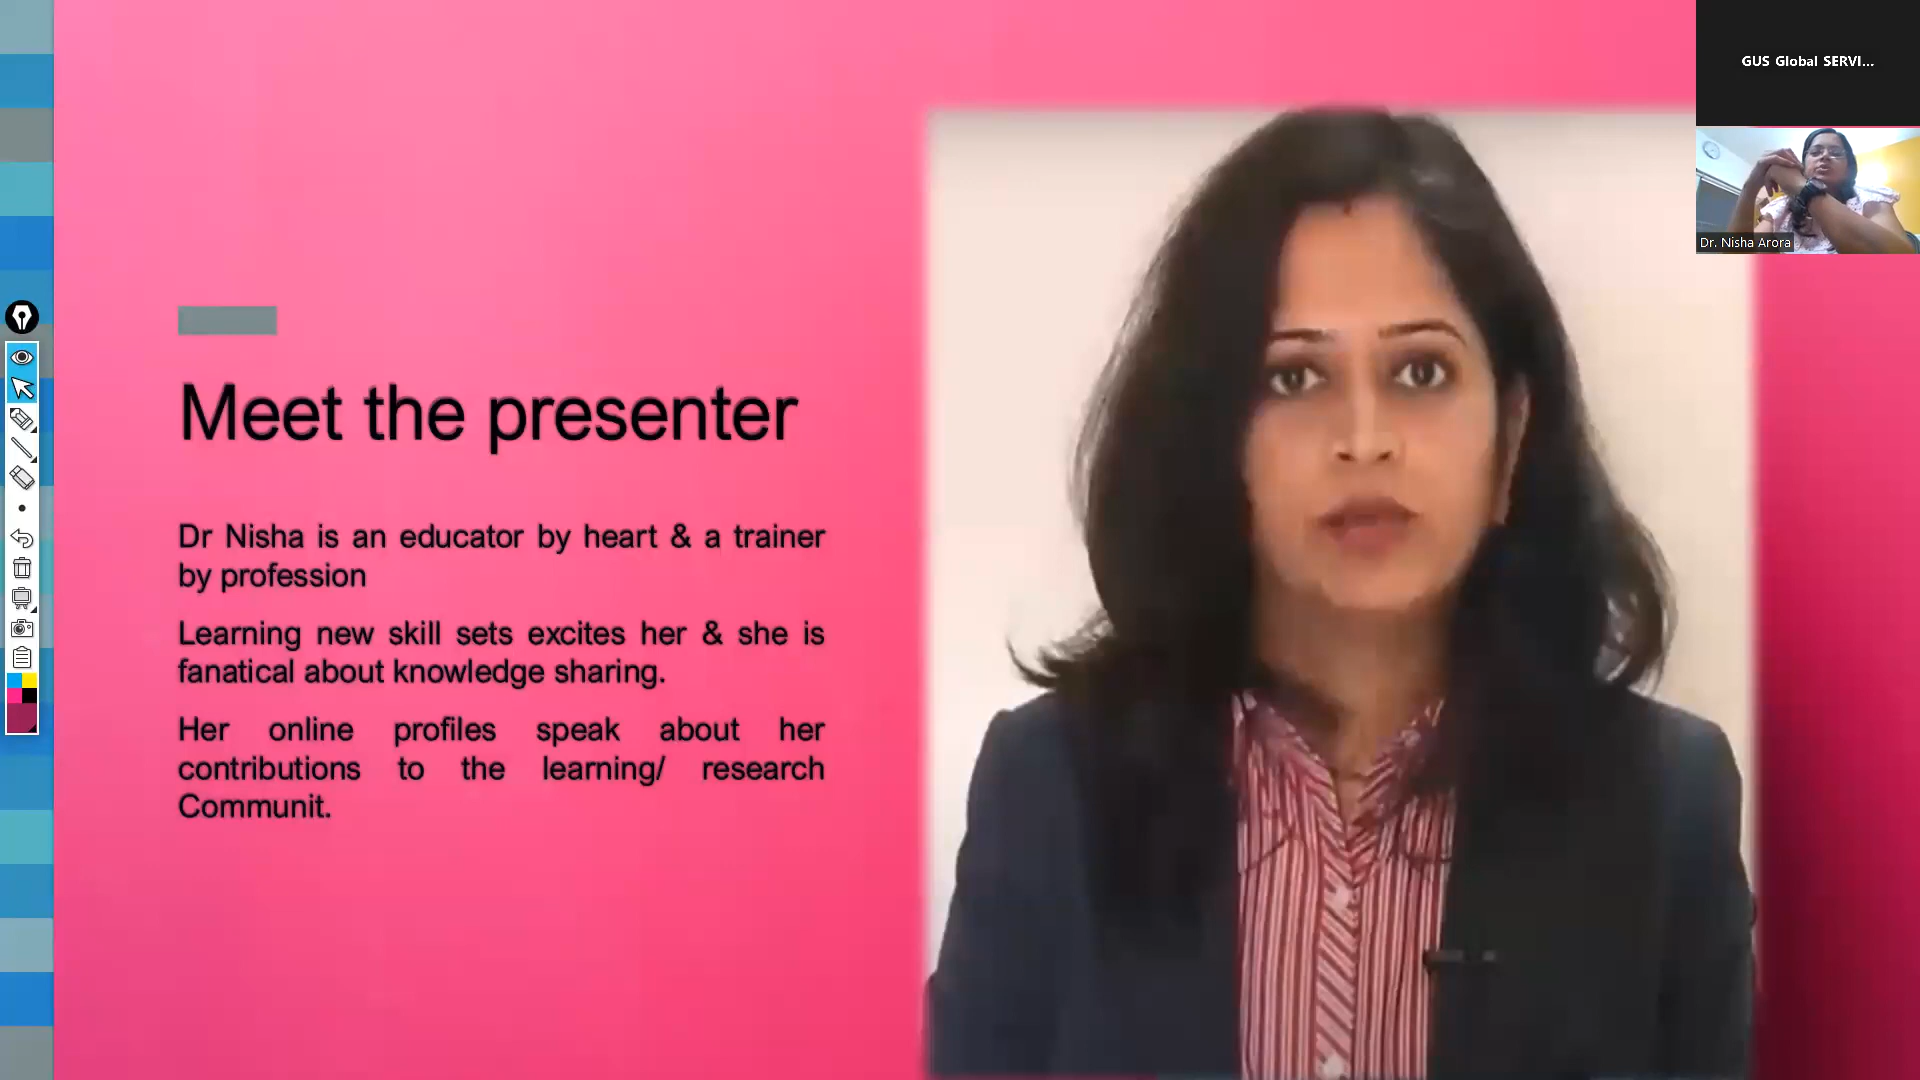 GUS Global SERVI...
Dr. Nisha Arora
Meet the presenter
Dr Nisha is an educator by heart & a trainer
by profession
Learning new skill sets excites her & she is
fanatical about knowledge sharing.
Her online profiles speak about her
contributions to the learning/ research
Communit.